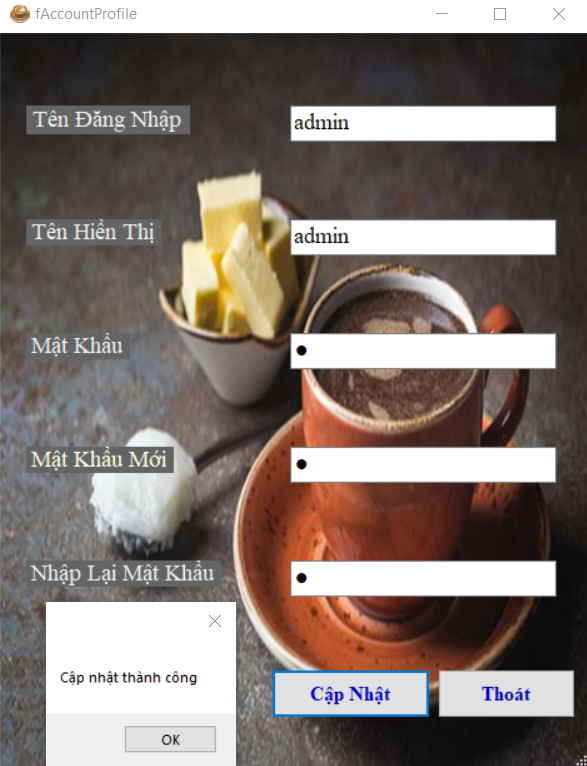 fAccountProfile
Tên Đăng Nhập
admin
Tên Hiển Thị
admin
Mật Khẩu
●
Mật Khẩu Mới
●
Nhập Lại Mật Khẩu
●
Cập nhật thành công
OK
Cập Nhật
Thoát